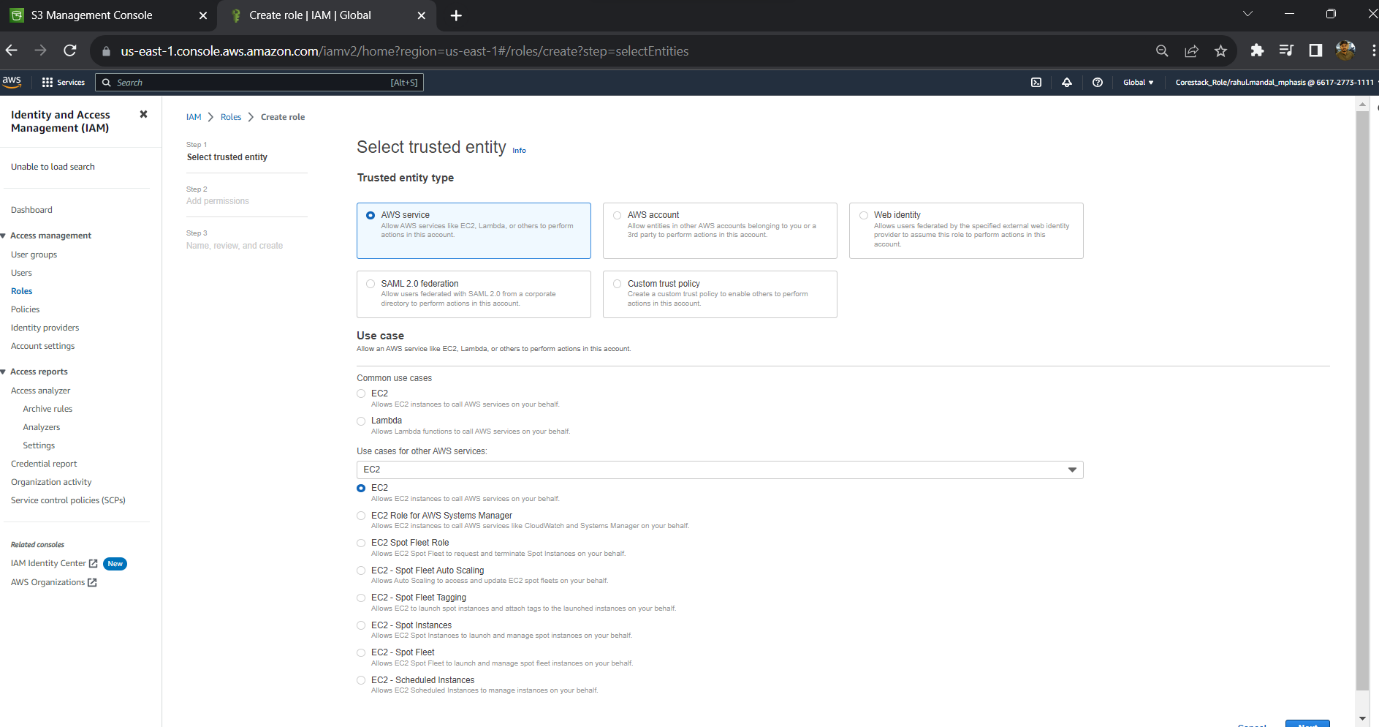 S3 Management Console
Create role | IAM | Global
us-east-1.console.aws.amazon.com/iamv2/home?region=us-east-1#/roles/create?step=selectEntities
aws
Services
Search
[Alt+S]
Global
Corestack_Role/rahul.mandal_mphasis @ 6617-2773-1111
Identity and Access
Management (IAM)
Unable to load search
Dashboard
Access management
User groups
Users
Roles
Policies
Identity providers
Account settings
Access reports
Access analyzer
Archive rules
Analyzers
Settings
Credential report
Organization activity
Service control policies (SCPs)
Related consoles
IAM Identity Center
New
AWS Organizations
IAM > Roles > Create role
Step 1
Select trusted entity
Step 2
Add permissions
Step 3
Name, review, and create
Select trusted entity Info
Trusted entity type
AWS service
Allow AWS services like EC2, Lambda, or others to perform
actions in this account.
AWS account
Allow entities in other AWS accounts belonging to you or a
3rd party to perform actions in this account.
Web identity
Allows users federated by the specified external web identity
provider to assume this role to perform actions in this
account.
SAML 2.0 federation
Allow users federated with SAML 2.0 from a corporate
directory to perform actions in this account.
Custom trust policy
Create a custom trust policy to enable others to perform
actions in this account.
Use case
Allow an AWS service like EC2, Lambda, or others to perform actions in this account.
Common use cases
EC2
Allows EC2 instances to call AWS services on your behalf.
Lambda
Allows Lambda functions to call AWS services on your behalf.
Use cases for other AWS services:
EC2
EC2
Allows EC2 instances to call AWS services on your behalf.
EC2 Role for AWS Systems Manager
Allows EC2 instances to call AWS services like CloudWatch and Systems Manager on your behalf.
EC2 Spot Fleet Role
Allows EC2 Spot Fleet to request and terminate Spot Instances on your behalf.
EC2 - Spot Fleet Auto Scaling
Allows Auto Scaling to access and update EC2 spot fleets on your behalf.
EC2 - Spot Fleet Tagging
Allows EC2 to launch spot instances and attach tags to the launched instances on your behalf.
EC2 - Spot Instances
Allows EC2 Spot Instances to launch and manage spot instances on your behalf.
EC2 - Spot Fleet
Allows EC2 Spot Fleet to launch and manage spot fleet instances on your behalf.
EC2 - Scheduled Instances
Allows EC2 Scheduled Instances to manage instances on your behalf.
Cancel
Next